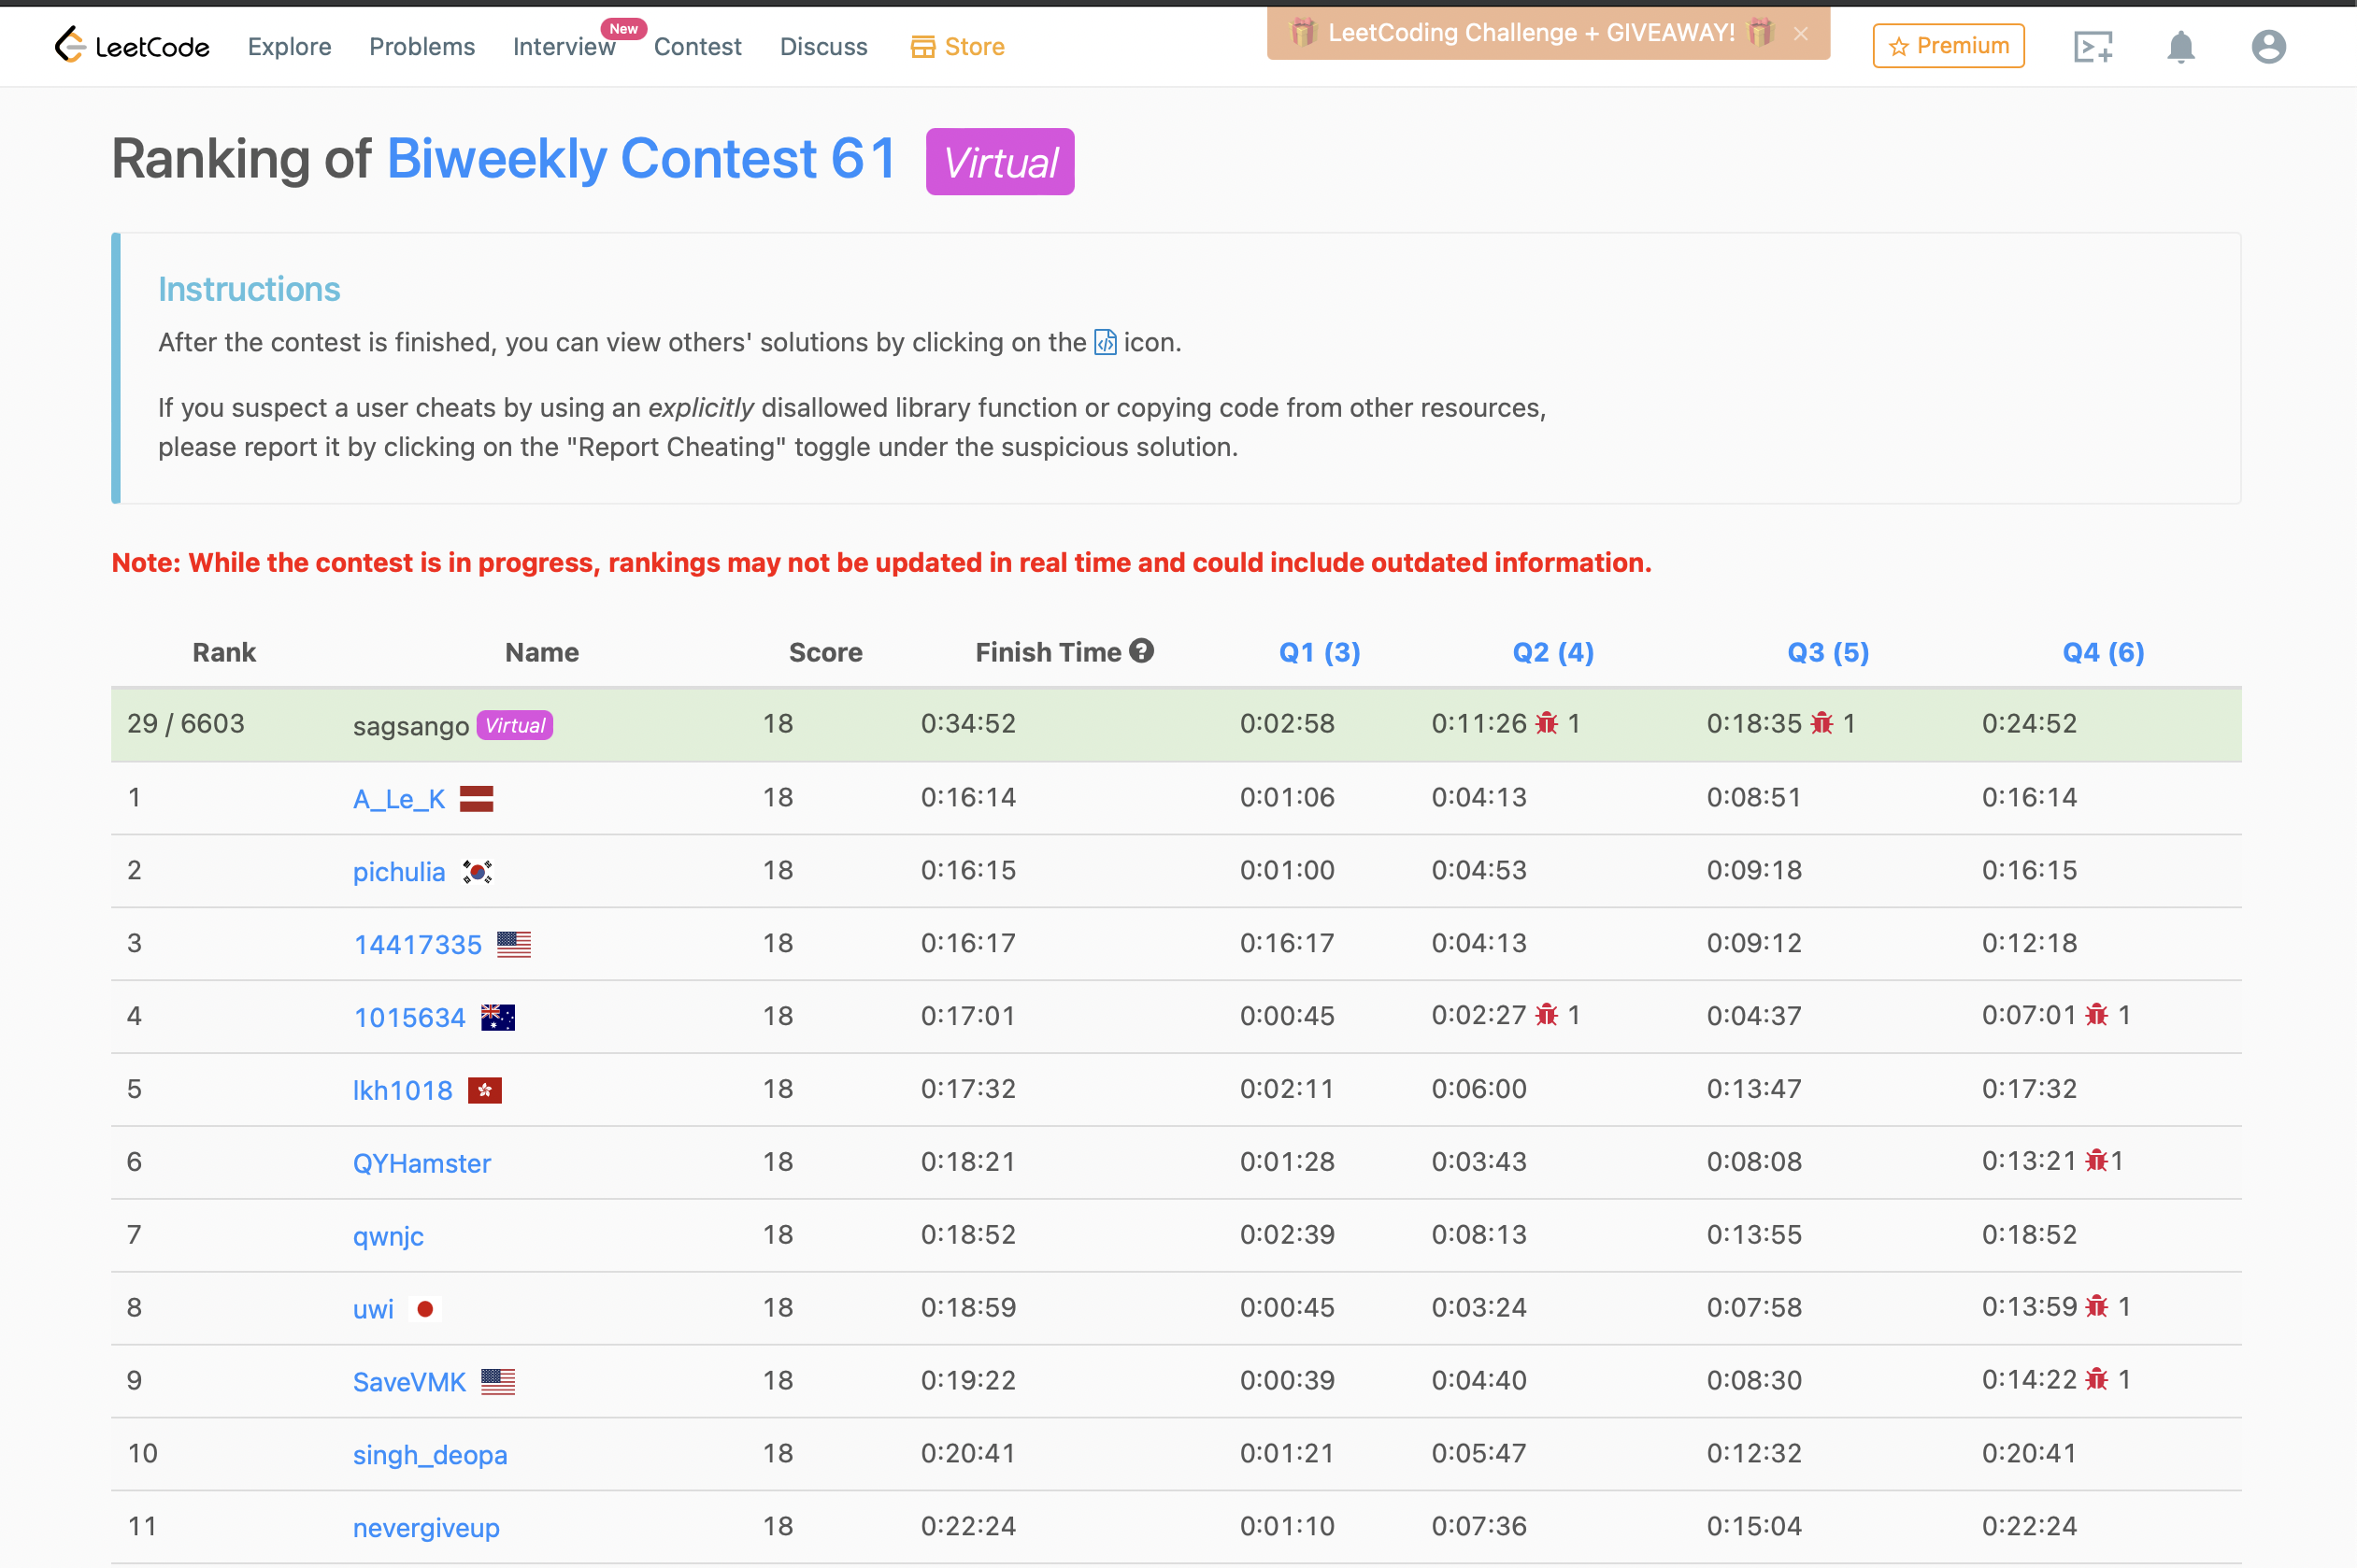 LeetCode Explore Problems Interview New Contest Discuss Store LeetCoding Challenge + GIVEAWAY! × Premium
Ranking of Biweekly Contest 61 Virtual
Instructions
After the contest is finished, you can view others' solutions by clicking on the icon.
If you suspect a user cheats by using an explicitly disallowed library function or copying code from other resources,
please report it by clicking on the "Report Cheating" toggle under the suspicious solution.
Note: While the contest is in progress, rankings may not be updated in real time and could include outdated information.
Rank Name Score Finish Time ? Q1 (3) Q2 (4) Q3 (5) Q4 (6)
29 / 6603 sagsango Virtual 18 0:34:52 0:02:58 0:11:26 1 0:18:35 1 0:24:52
1 A_Le_K 18 0:16:14 0:01:06 0:04:13 0:08:51 0:16:14
2 pichulia 18 0:16:15 0:01:00 0:04:53 0:09:18 0:16:15
3 14417335 18 0:16:17 0:16:17 0:04:13 0:09:12 0:12:18
4 1015634 18 0:17:01 0:00:45 0:02:27 1 0:04:37 0:07:01 1
5 lkh1018 18 0:17:32 0:02:11 0:06:00 0:13:47 0:17:32
6 QYHamster 18 0:18:21 0:01:28 0:03:43 0:08:08 0:13:21 1
7 qwnjc 18 0:18:52 0:02:39 0:08:13 0:13:55 0:18:52
8 uwi 18 0:18:59 0:00:45 0:03:24 0:07:58 0:13:59 1
9 SaveVMK 18 0:19:22 0:00:39 0:04:40 0:08:30 0:14:22 1
10 singh_deopa 18 0:20:41 0:01:21 0:05:47 0:12:32 0:20:41
11 nevergiveup 18 0:22:24 0:01:10 0:07:36 0:15:04 0:22:24